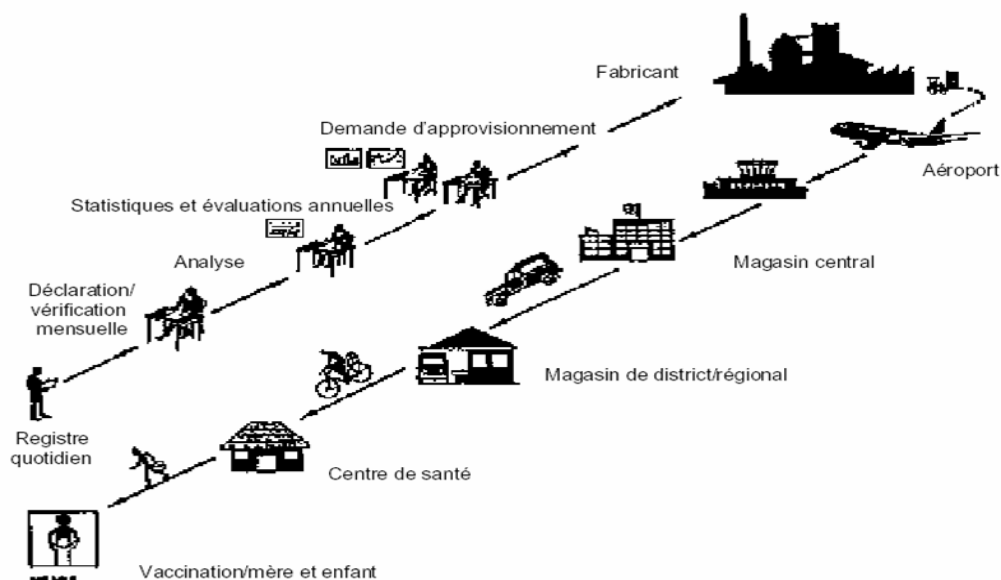 Fabricant
Demande d'approvisionnement
Aéroport
Statistiques et évaluations annuelles
Analyse
Magasin central
Déclaration/
vérification
mensuelle
Magasin de district/régional
Registre
quotidien
Centre de santé
Vaccination/mère et enfant